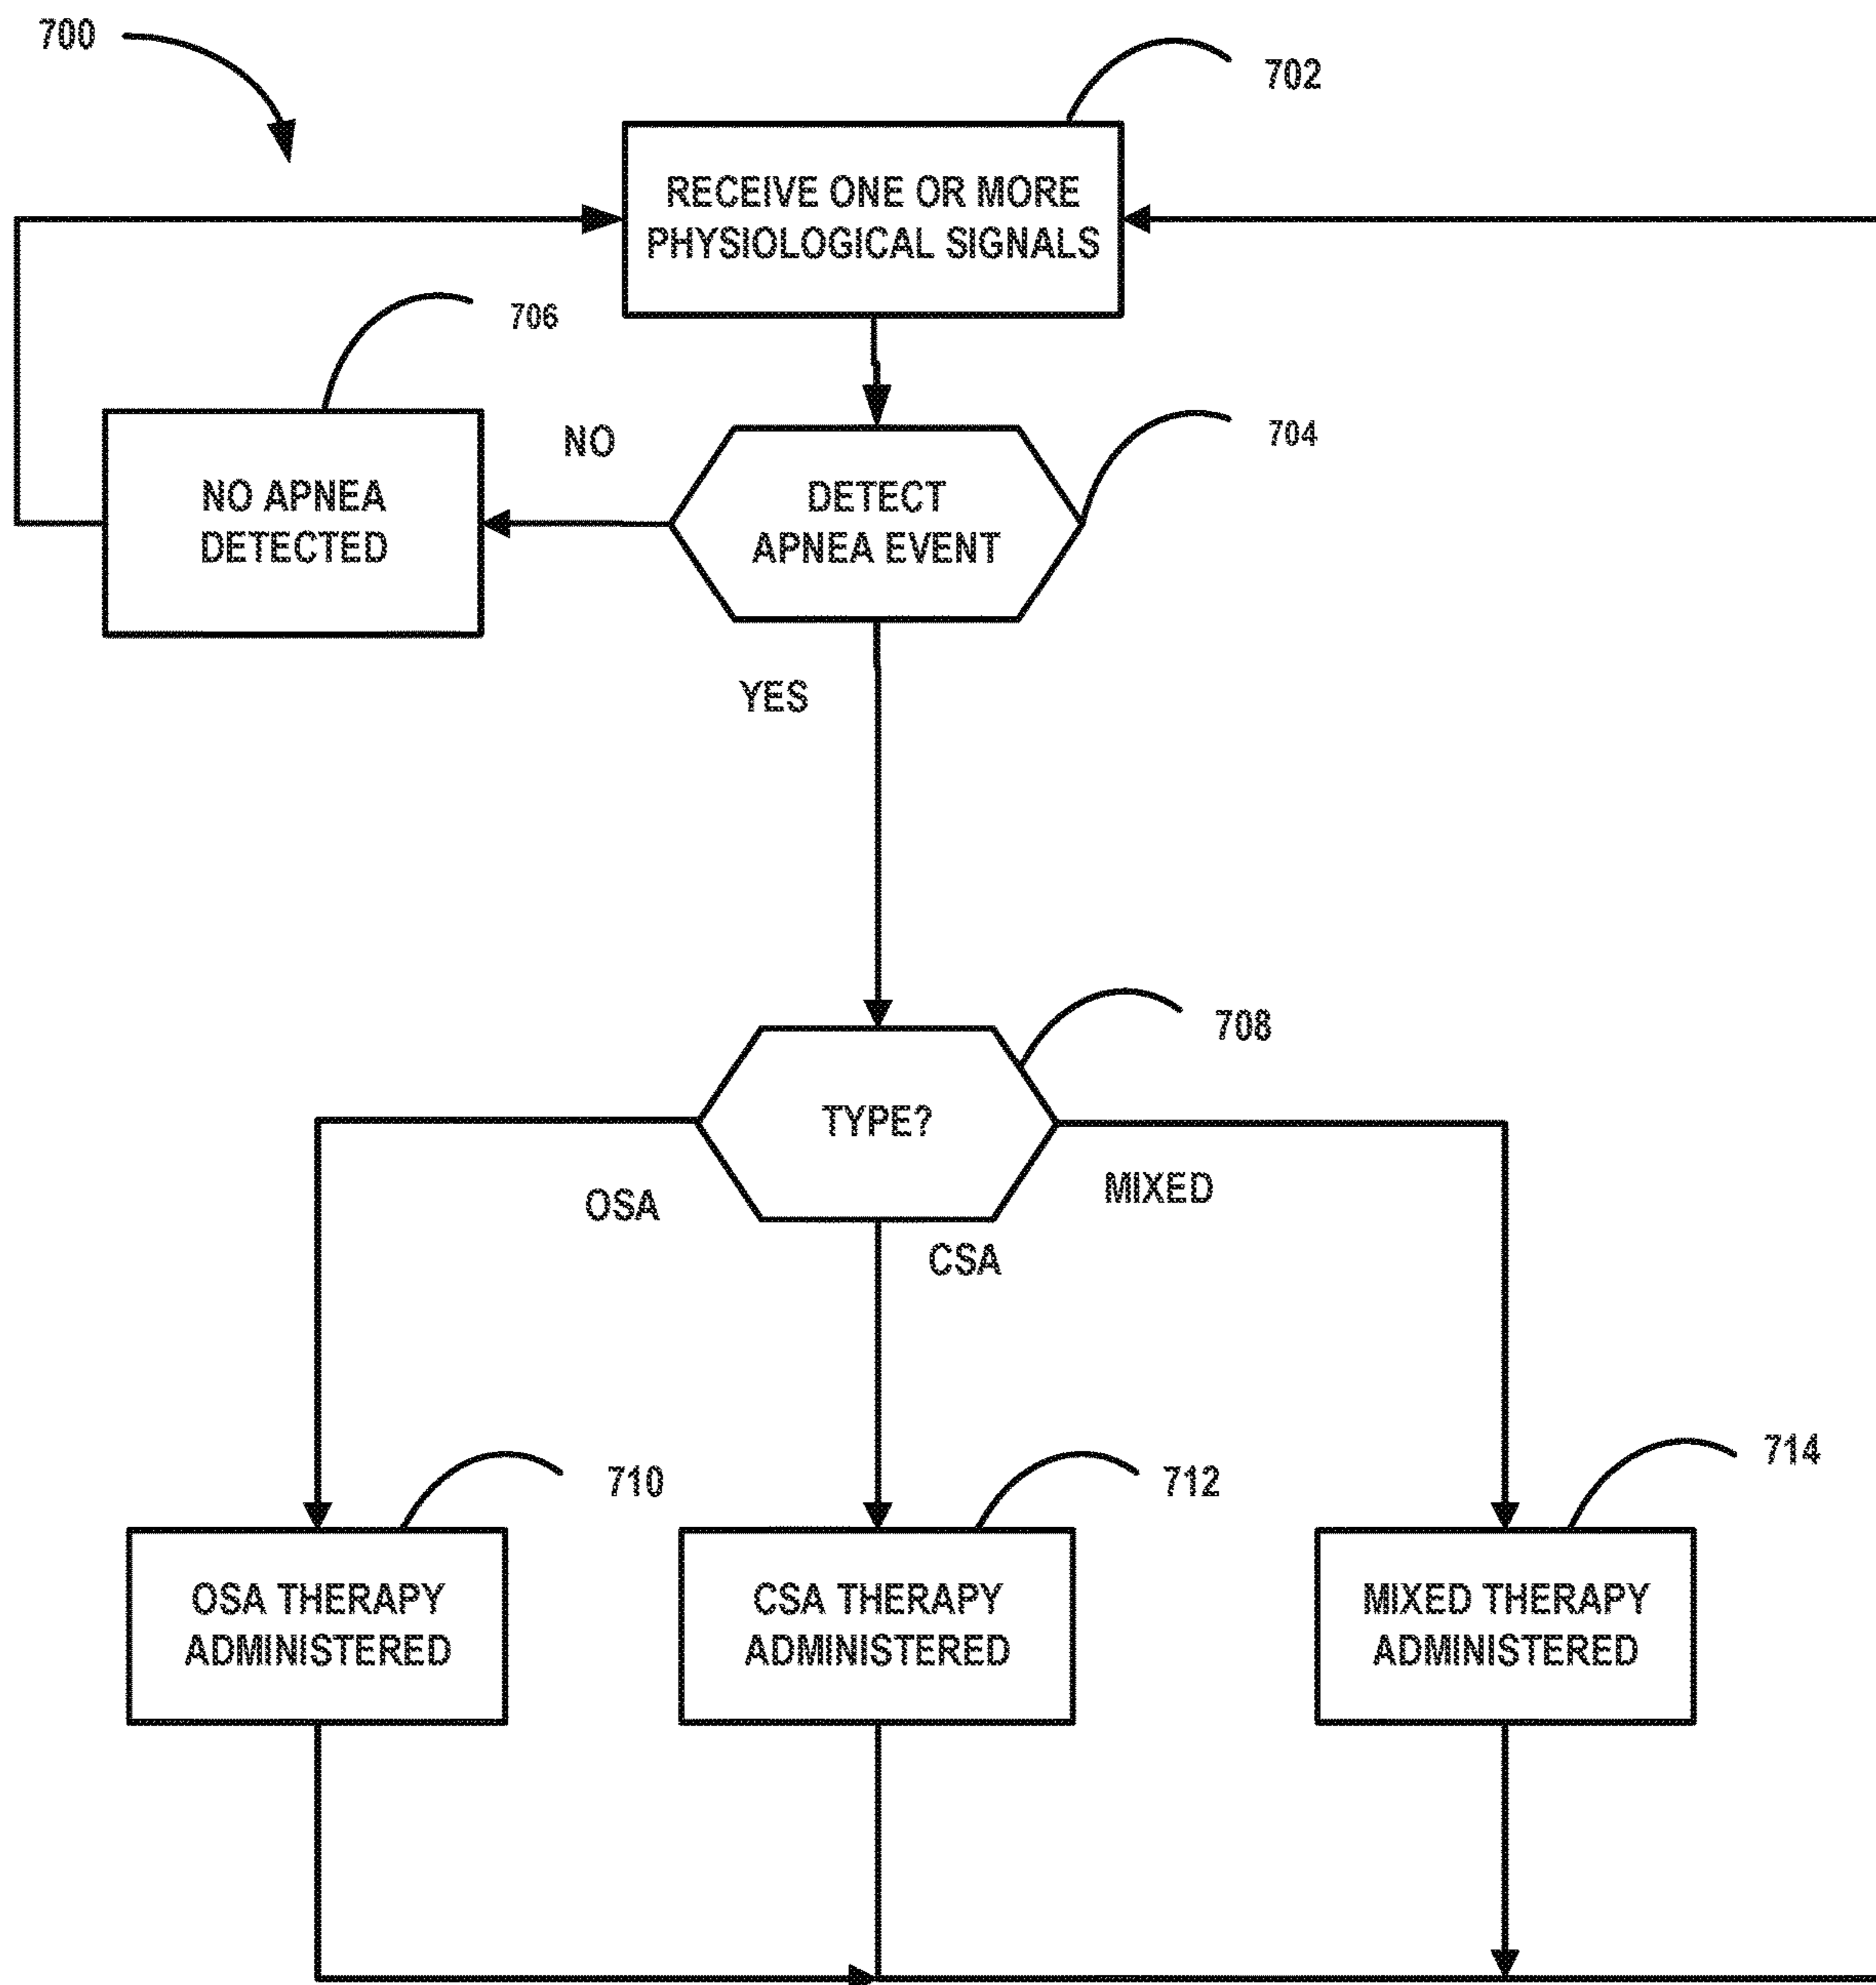 700
702
RECEIVE ONE OR MORE
PHYSIOLOGICAL SIGNALS
706
704
NO
NO APNEA
DETECTED
DETECT
APNEA EVENT
YES
708
TYPE?
OSA
MIXED
CSA
710
712
714
OSA THERAPY
ADMINISTERED
CSA THERAPY
ADMINISTERED
MIXED THERAPY
ADMINISTERED